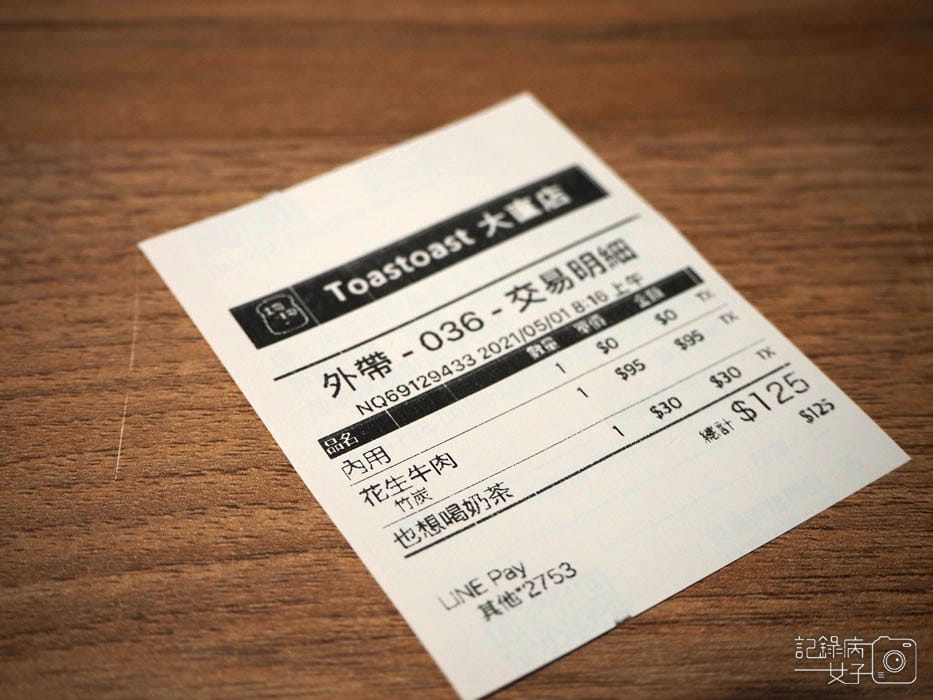 Toastoast 大直店
外帶 - 036 - 交易明細
NQ69129433 2021/05/01 8:16 上午
品名 數量 單價 金額
內用 1 $0 $0 TX
花生牛肉 1 $95 $95 TX
竹炭
也想喝奶茶 1 $30 $30 TX
總計 $125
$125
LINE Pay
其他*2753
記錄病
女子